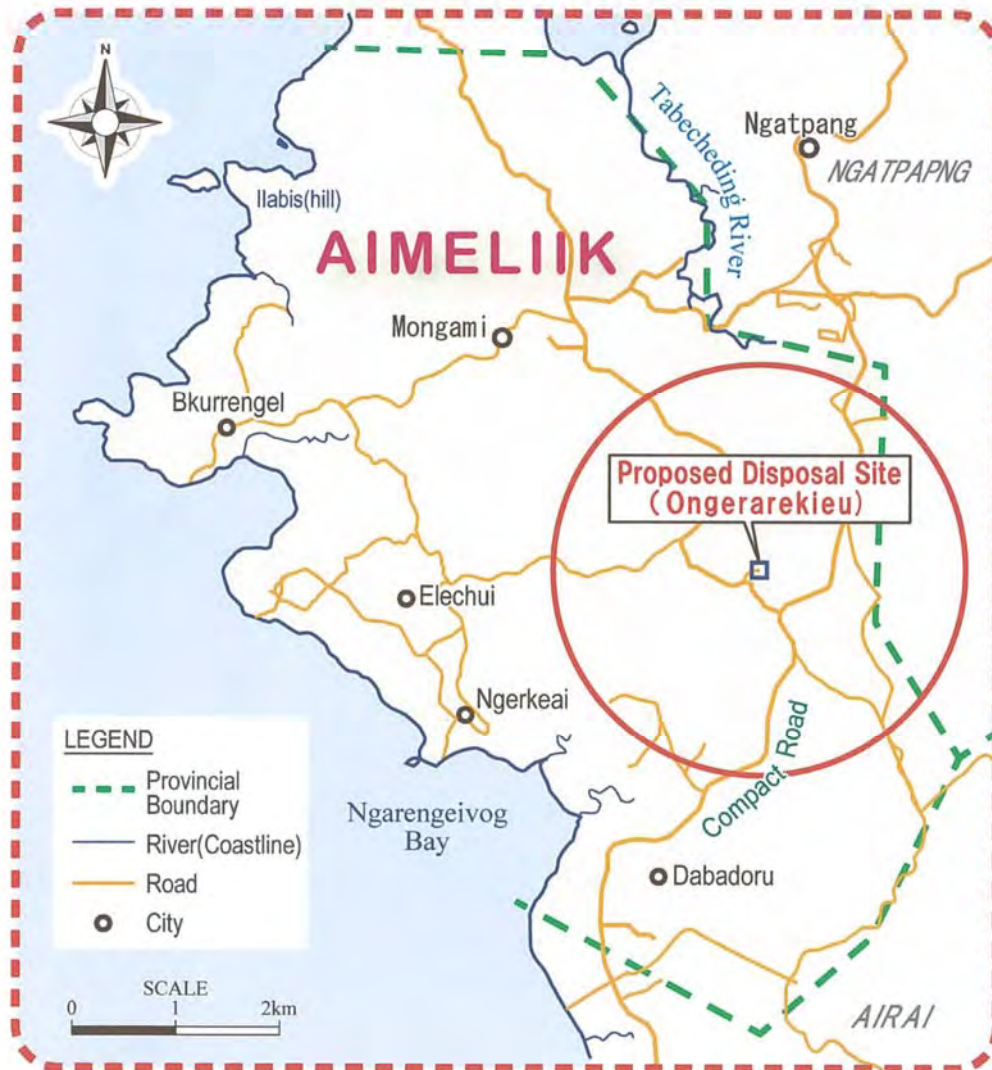 N
Ngatpang
NGATPAPNG
Tabecheding River
Ilabis(hill)
AIMELIIK
Mongami
Bkurrengel
Proposed Disposal Site
(Ongerarekieu)
Elechui
Ngerkeai
Compact Road
Ngarengeivog
Bay
Dabadoru
AIRAI
LEGEND
Provincial
Boundary
River(Coastline)
Road
City
SCALE
0 1 2km